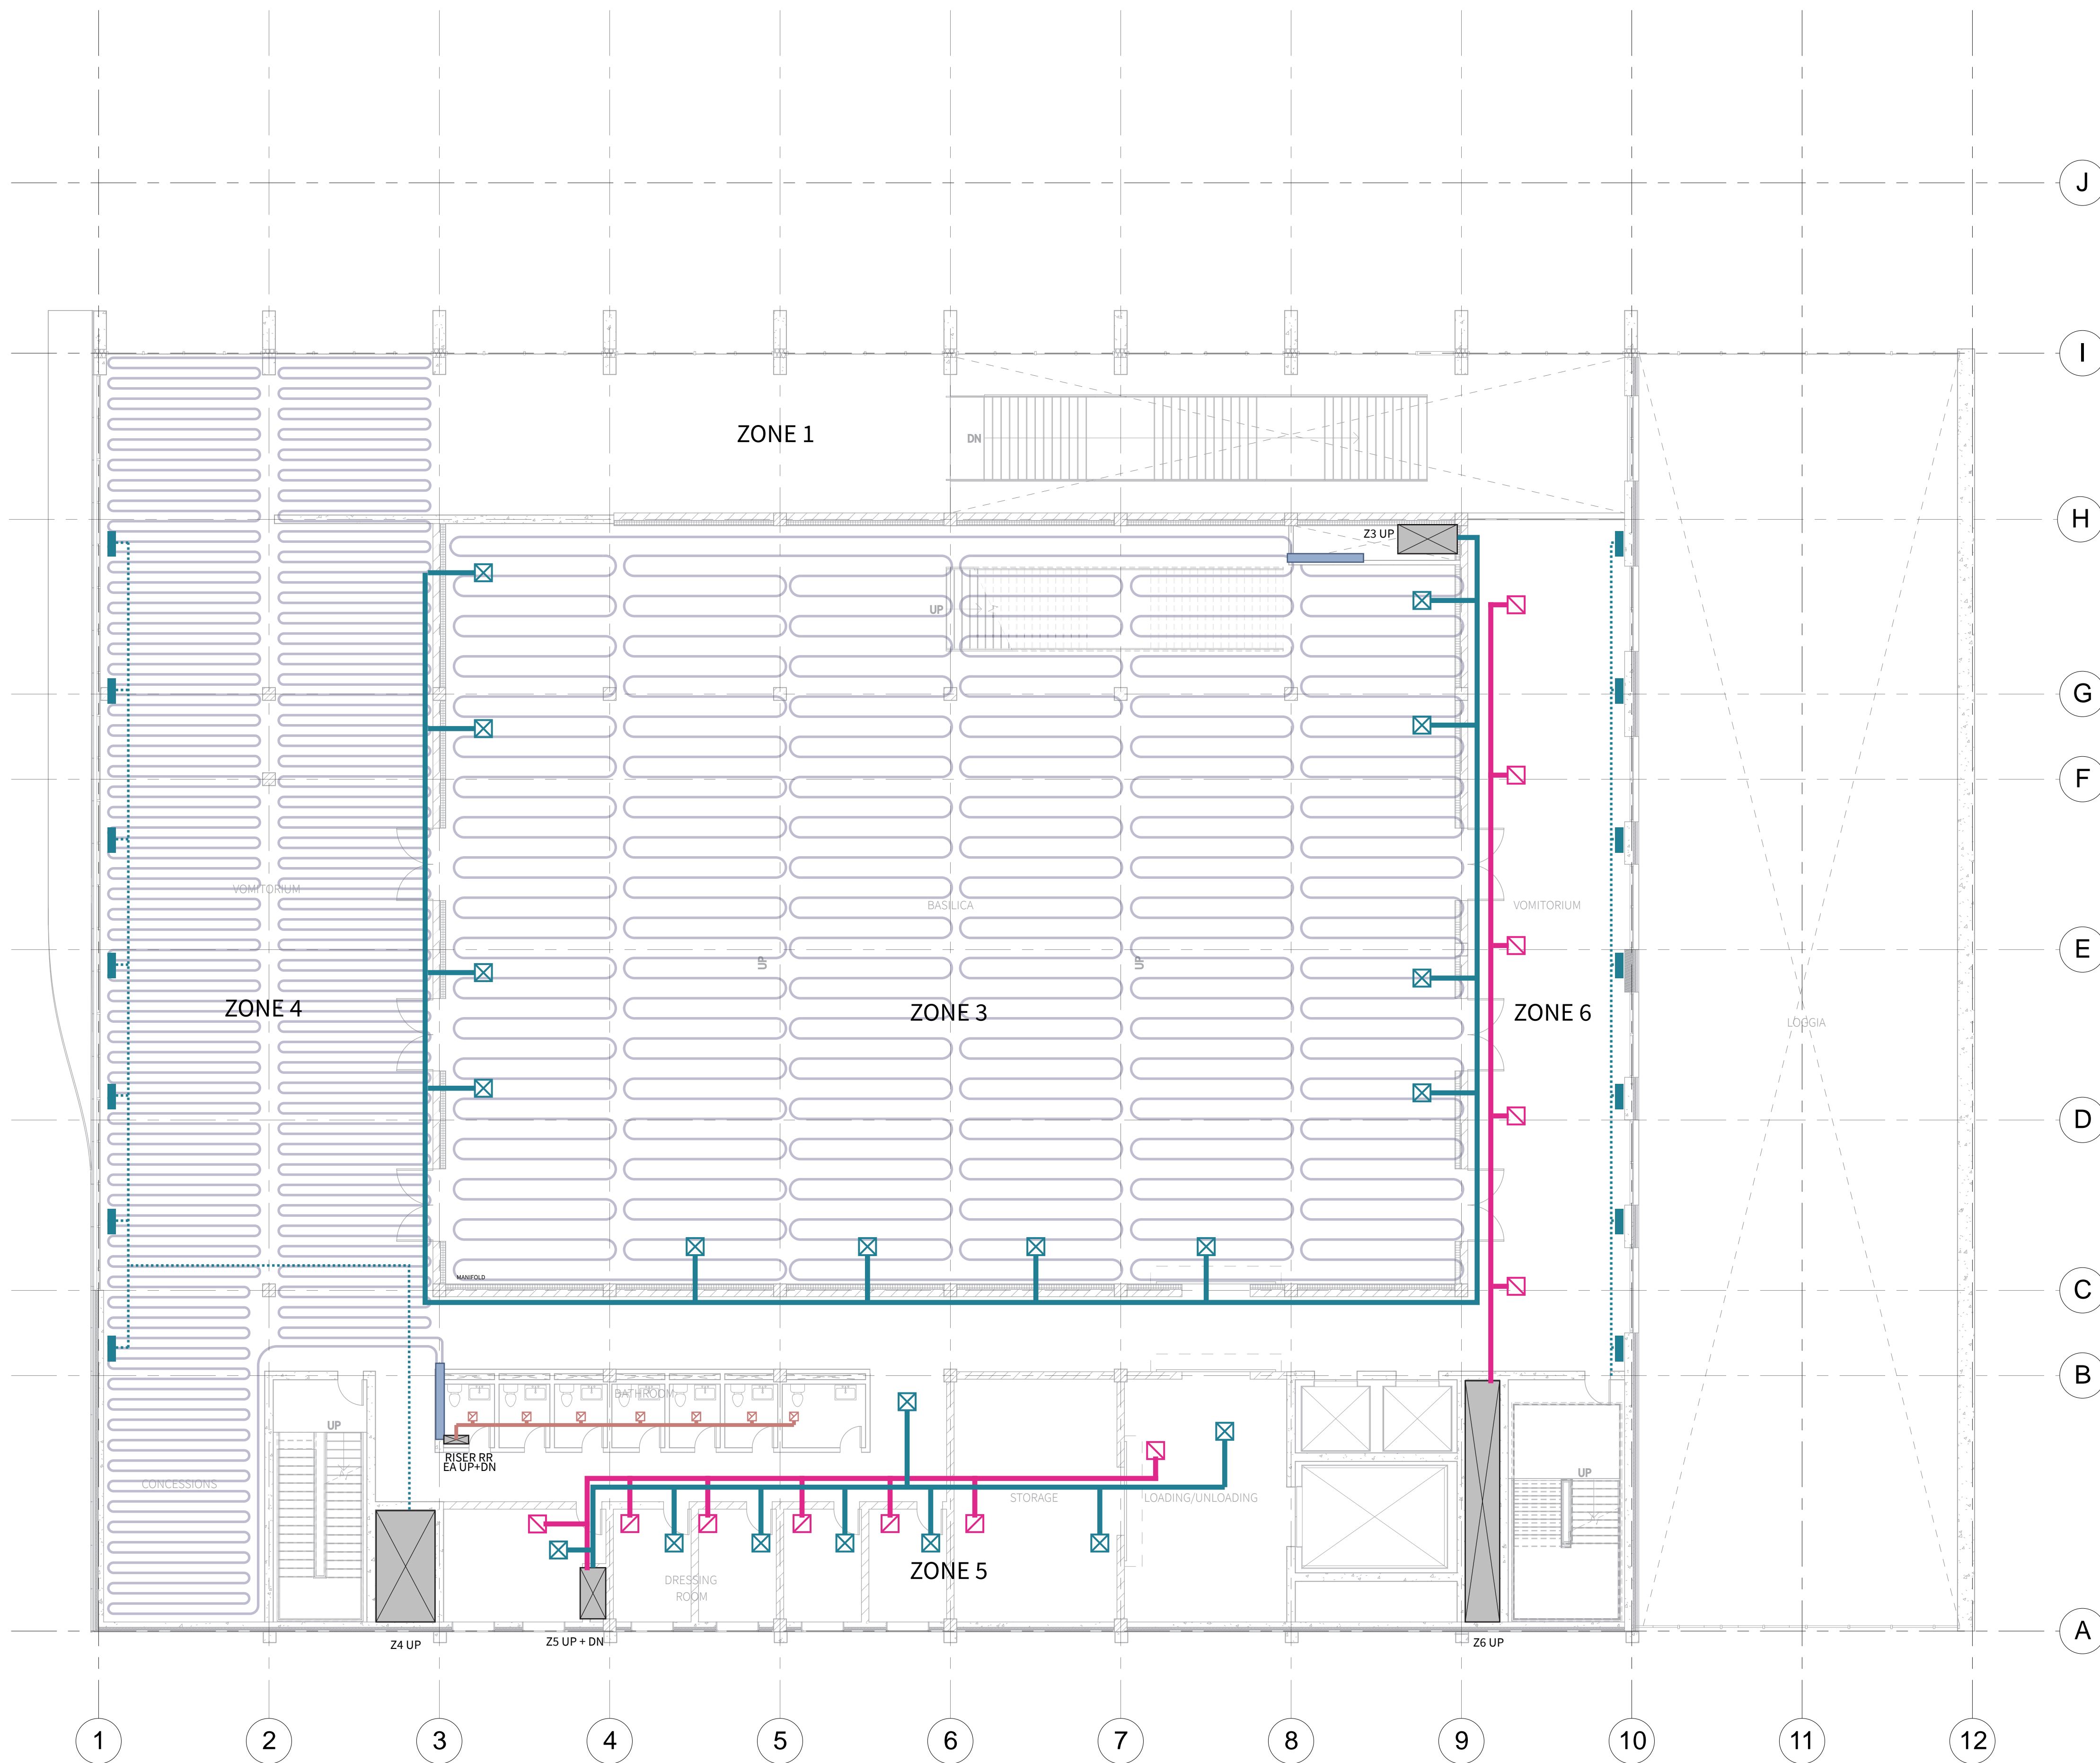 J
I
ZONE 1
DN
H
Z3 UP
UP
G
F
VOMITORIUM
BASILICA
VOMITORIUM
E
UP
UP
ZONE 4
ZONE 3
ZONE 6
LOGGIA
D
MANIFOLD
C
B
BATHROOM
UP
RISER RR
EA UP+DN
UP
CONCESSIONS
STORAGE
LOADING/UNLOADING
ZONE 5
DRESSING
ROOM
A
Z4 UP
Z5 UP + DN
Z6 UP
1
2
3
4
5
6
7
8
9
10
11
12